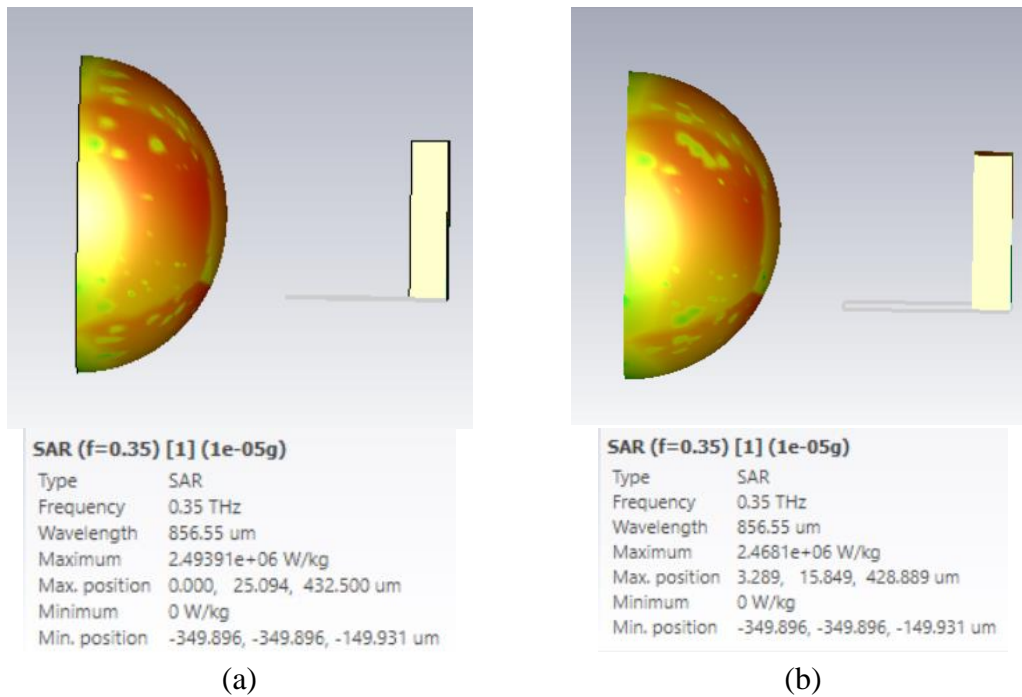 SAR (f=0.35) [1] (1e-05g)
Type SAR
Frequency 0.35 THz
Wavelength 856.55 um
Maximum 2.49391e+06 W/kg
Max. position 0.000, 25.094, 432.500 um
Minimum 0 W/kg
Min. position -349.896, -349.896, -149.931 um
(a)
SAR (f=0.35) [1] (1e-05g)
Type SAR
Frequency 0.35 THz
Wavelength 856.55 um
Maximum 2.4681e+06 W/kg
Max. position 3.289, 15.849, 428.889 um
Minimum 0 W/kg
Min. position -349.896, -349.896, -149.931 um
(b)